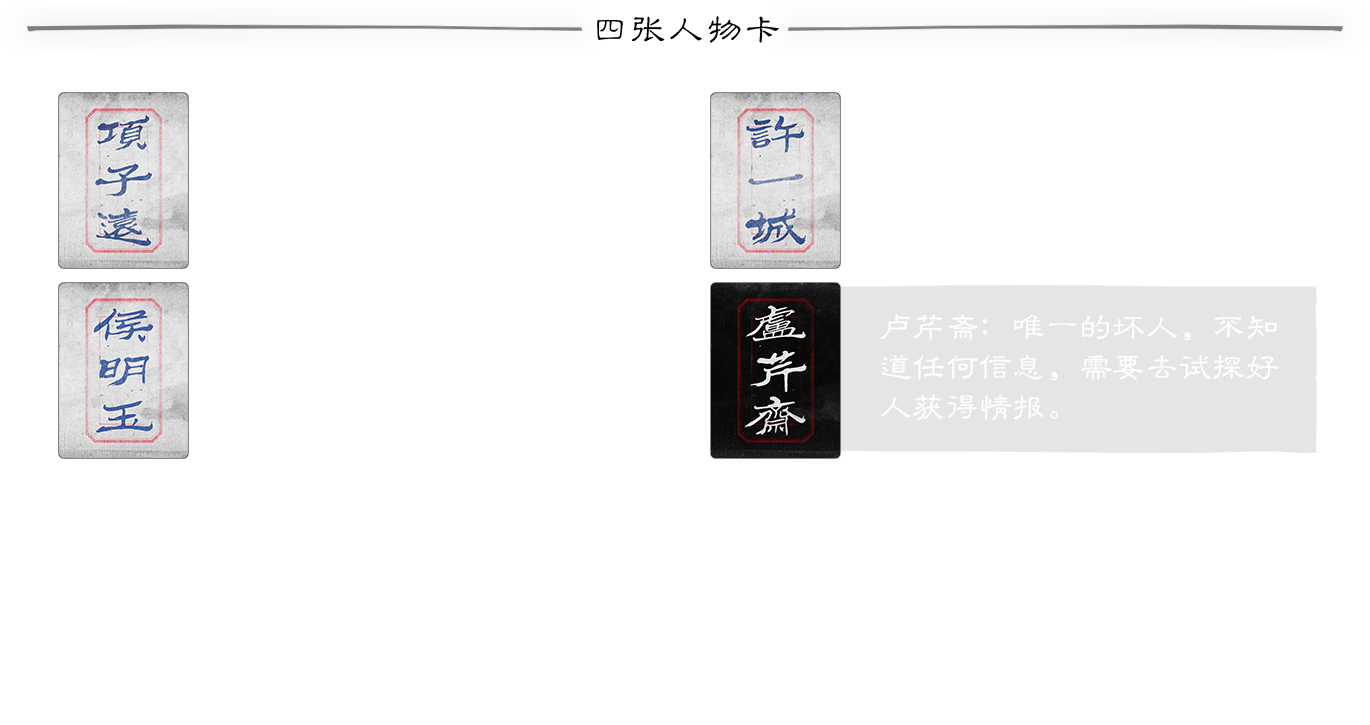 四张人物卡
項子遠
許一城
侯明玉
盧芹齋
卢芹斋：唯一的坏人，不知
道任何信息，需要去试探好
人获得情报。